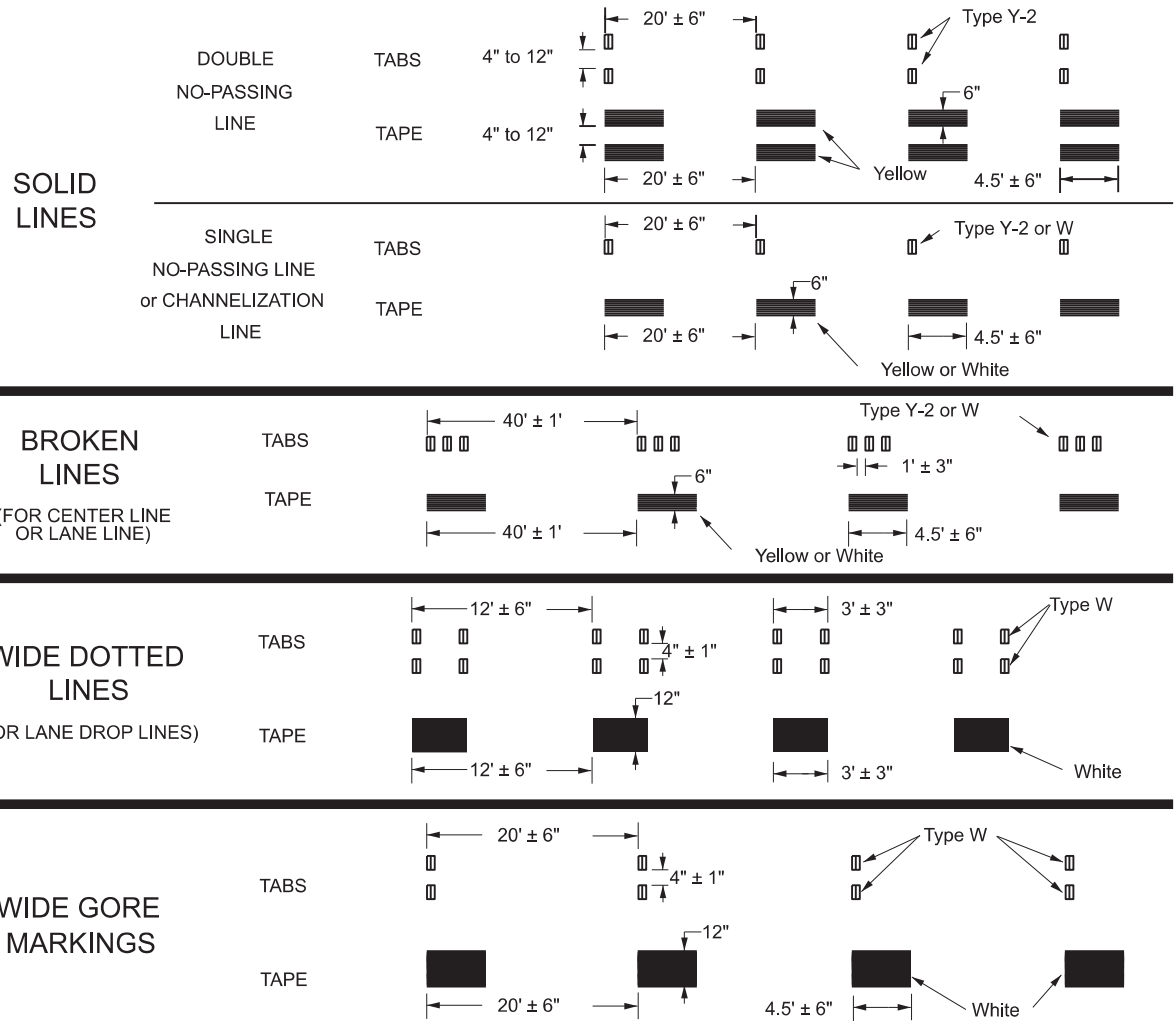 SOLID
LINES
DOUBLE
NO-PASSING
LINE
TABS
4" to 12"
20' ± 6"
Type Y-2
TAPE
4" to 12"
6"
Yellow
20' ± 6"
4.5' ± 6"
SINGLE
NO-PASSING LINE
or CHANNELIZATION
LINE
TABS
20' ± 6"
Type Y-2 or W
TAPE
6"
20' ± 6"
4.5' ± 6"
Yellow or White
BROKEN
LINES
(FOR CENTER LINE
OR LANE LINE)
TABS
40' ± 1'
Type Y-2 or W
1' ± 3"
TAPE
6"
40' ± 1'
4.5' ± 6"
Yellow or White
WIDE DOTTED
LINES
OR LANE DROP LINES)
TABS
12' ± 6"
3' ± 3"
Type W
4" ± 1"
TAPE
12"
12' ± 6"
3' ± 3"
White
WIDE GORE
MARKINGS
TABS
20' ± 6"
Type W
4" ± 1"
TAPE
12"
20' ± 6"
4.5' ± 6"
White